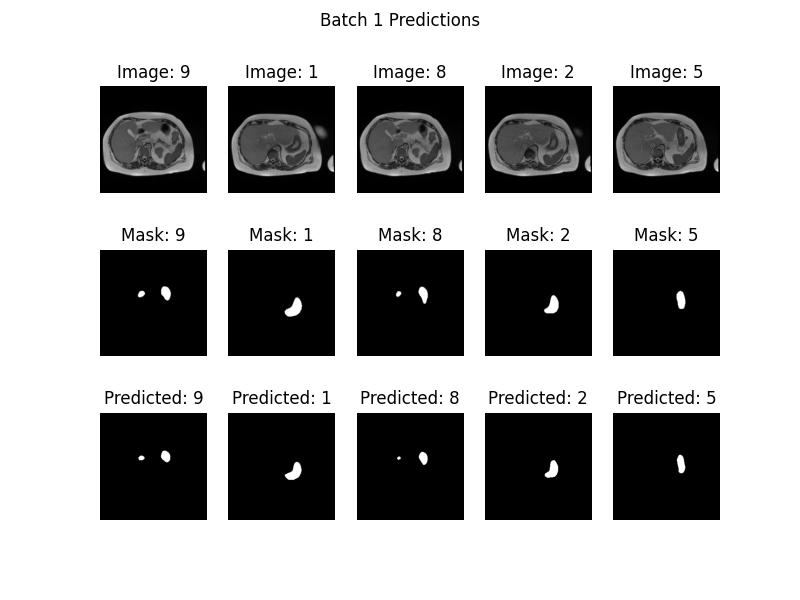 Batch 1 Predictions
Image: 9 Image: 1 Image: 8 Image: 2 Image: 5
Mask: 9 Mask: 1 Mask: 8 Mask: 2 Mask: 5
Predicted: 9 Predicted: 1 Predicted: 8 Predicted: 2 Predicted: 5